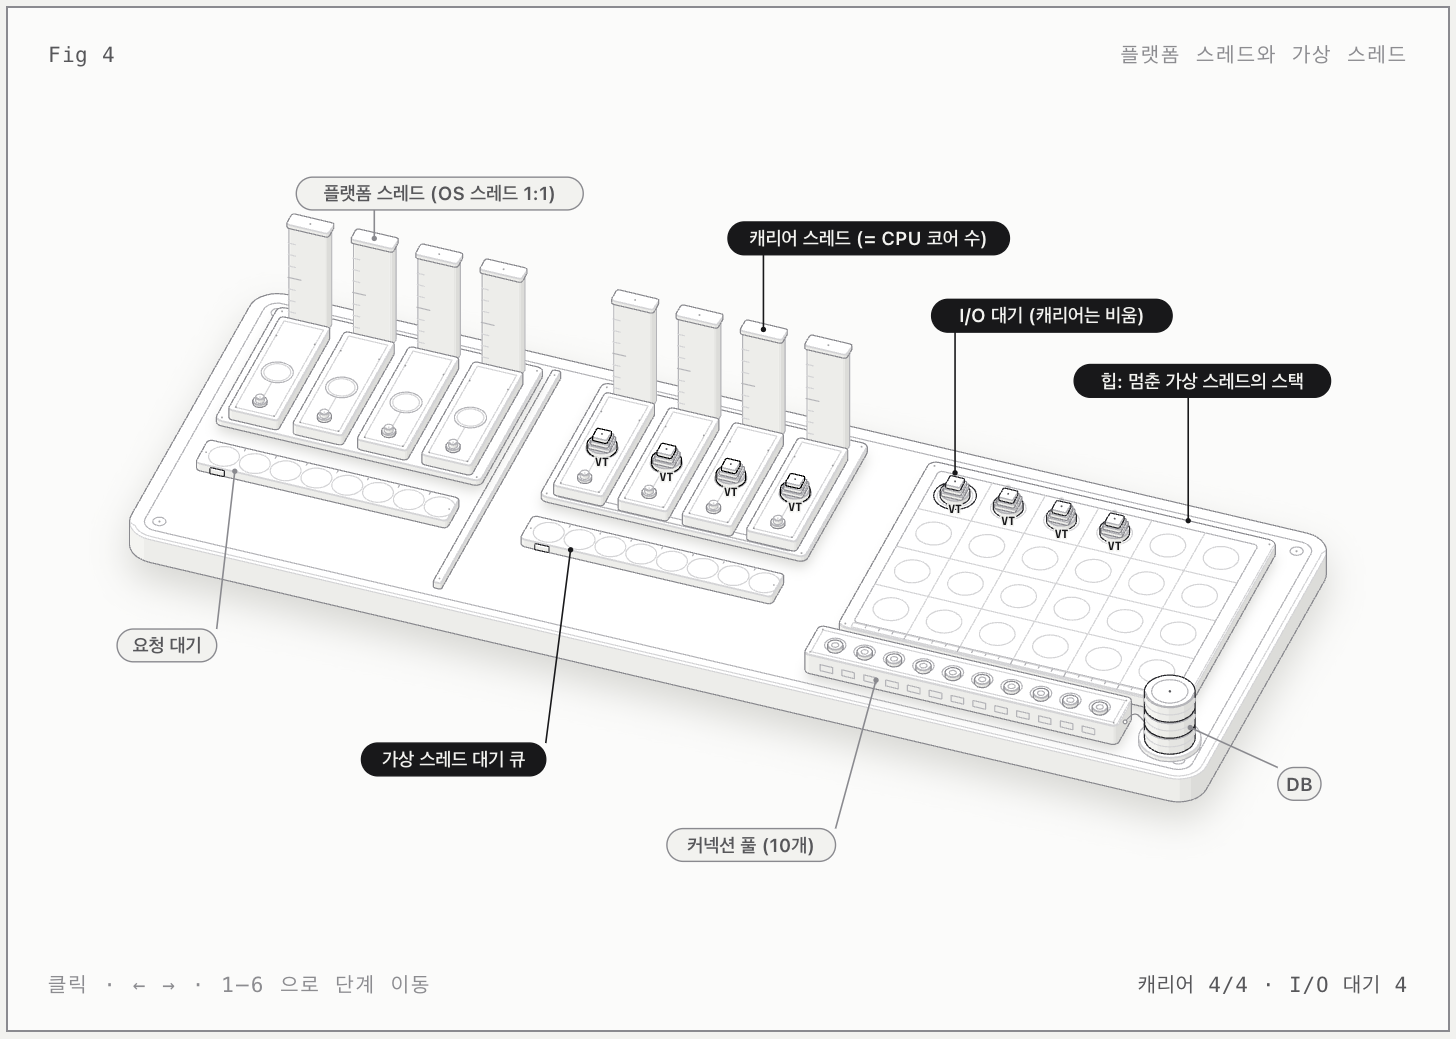 Fig 4
플랫폼 스레드와 가상 스레드
플랫폼 스레드 (OS 스레드 1:1)
캐리어 스레드 (= CPU 코어 수)
I/O 대기 (캐리어는 비움)
힙: 멈춘 가상 스레드의 스택
VT
VT
VT
VT
VT
VT
VT
VT
요청 대기
가상 스레드 대기 큐
커넥션 풀 (10개)
DB
클릭 · ← → · 1—6 으로 단계 이동
캐리어 4/4 · I/O 대기 4